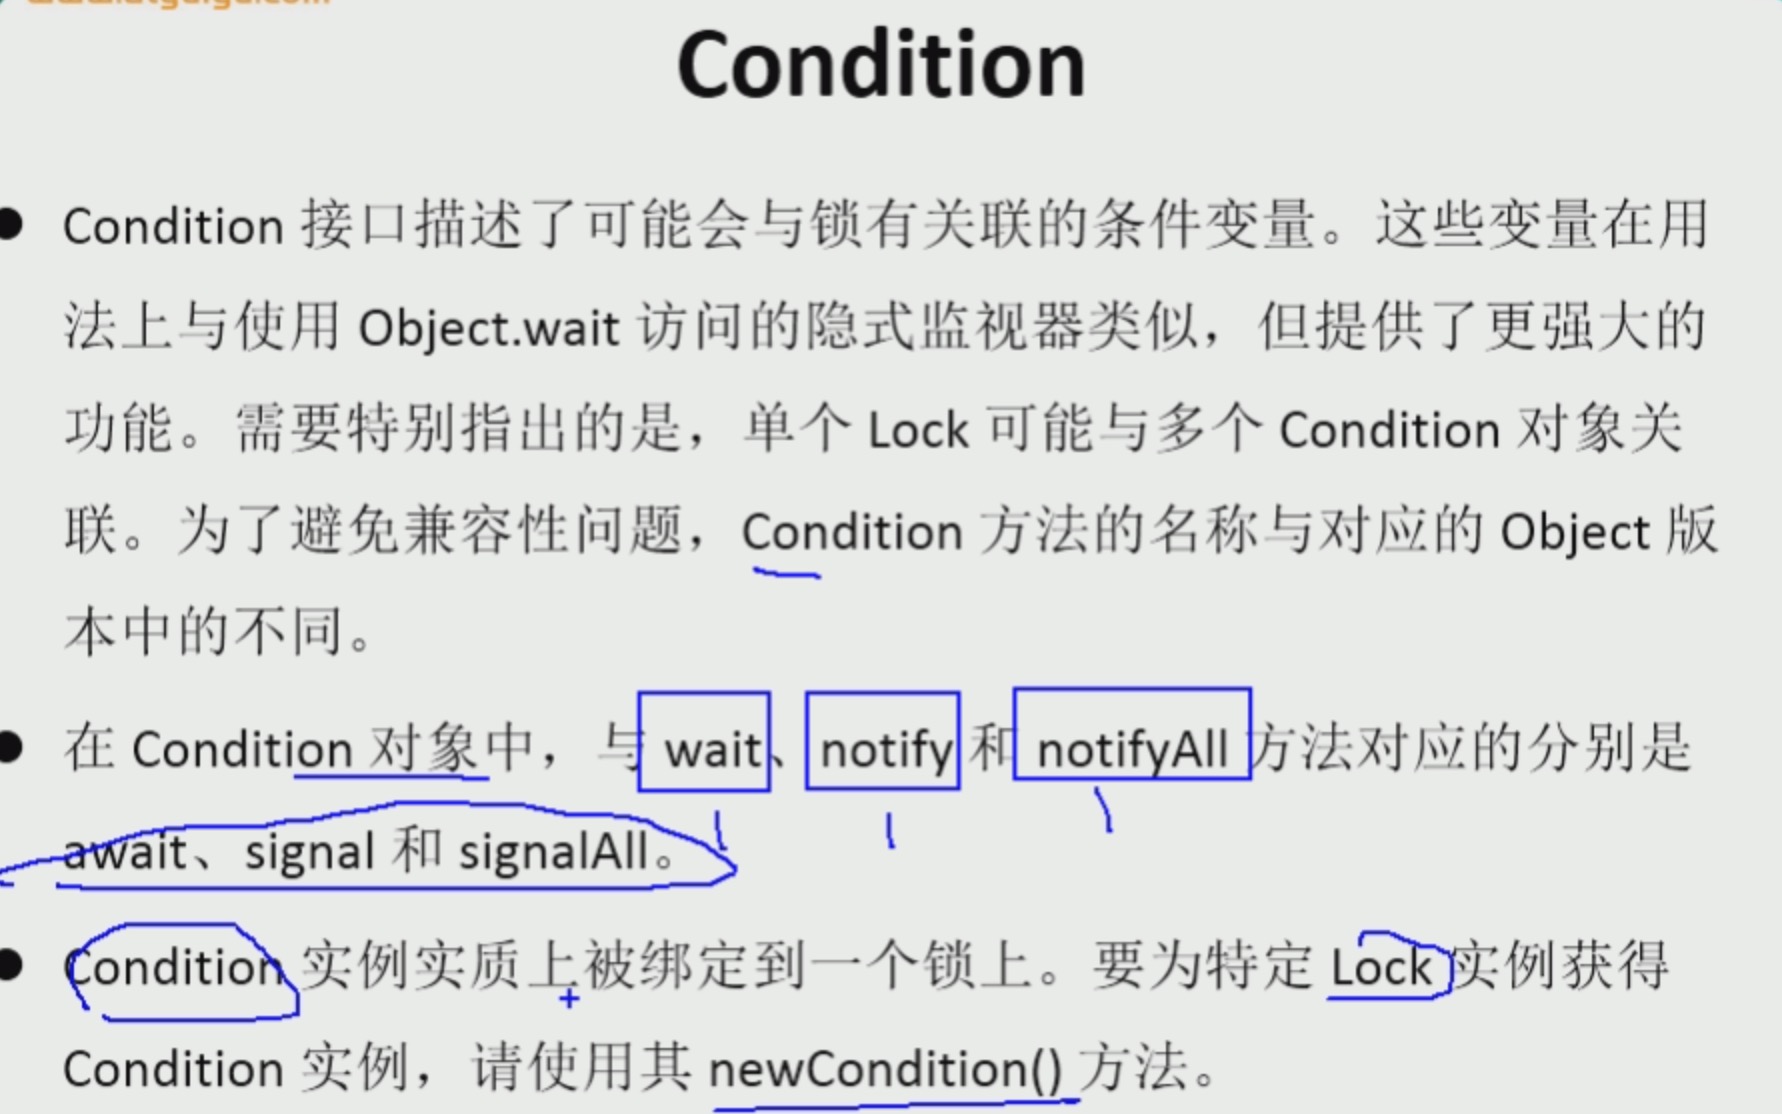 Condition
● Condition 接口描述了可能会与锁有关联的条件变量。这些变量在用
法上与使用 Object.wait 访问的隐式监视器类似，但提供了更强大的
功能。需要特别指出的是，单个 Lock 可能与多个 Condition 对象关
联。为了避免兼容性问题，Condition 方法的名称与对应的 Object 版
本中的不同。
● 在 Condition 对象中，与 wait、notify 和 notifyAll 方法对应的分别是
await、signal 和 signalAll。
● Condition 实例实质上被绑定到一个锁上。要为特定 Lock 实例获得
Condition 实例，请使用其 newCondition() 方法。